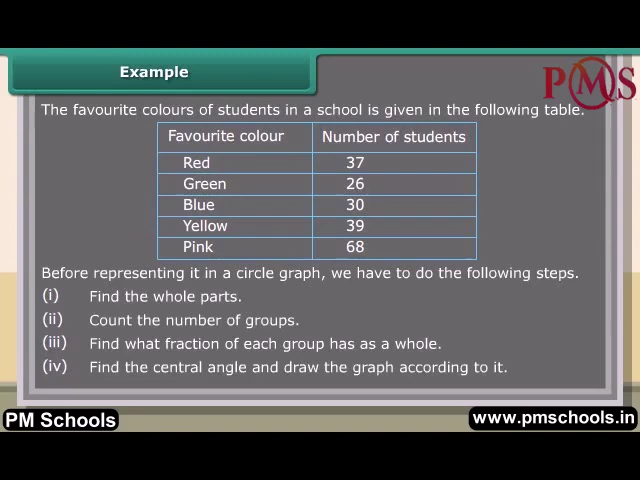 Example
PMS
The favourite colours of students in a school is given in the following table.
Favourite colour Number of students
Red 37
Green 26
Blue 30
Yellow 39
Pink 68
Before representing it in a circle graph, we have to do the following steps.
(i) Find the whole parts.
(ii) Count the number of groups.
(iii) Find what fraction of each group has as a whole.
(iv) Find the central angle and draw the graph according to it.
PM Schools www.pmschools.in